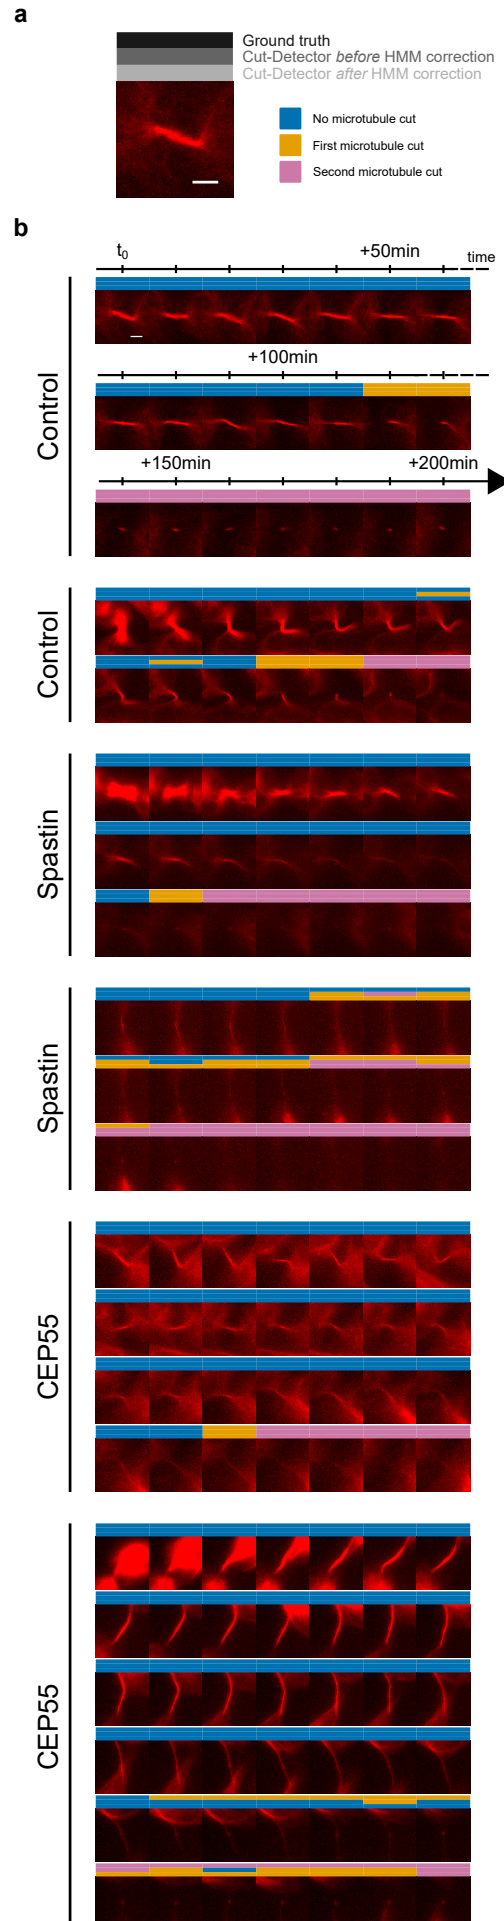 a
Ground truth
Cut-Detector before HMM correction
Cut-Detector after HMM correction
No microtubule cut
First microtubule cut
Second microtubule cut
b
t0
+50min
time
Control
+100min
+150min
+200min
Control
Spastin
Spastin
CEP55
CEP55